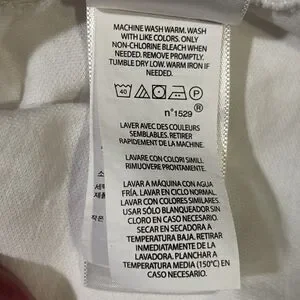 MACHINE WASH WARM. WASH
WITH LIKE COLORS. ONLY
NON-CHLORINE BLEACH WHEN
NEEDED. REMOVE PROMPTLY.
TUMBLE DRY LOW. WARM IRON IF
NEEDED.
40 P
n°1529 ®
LAVER AVEC DES COULEURS
SEMBLABLES. RETIRER
RAPIDEMENT DE LA MACHINE.
LAVARE CON COLORI SIMILI.
RIMUOVERE PRONTAMENTE.
LAVAR A MÁQUINA CON AGUA
FRÍA. LAVAR EN CICLO NORMAL.
LAVAR CON COLORES SIMILARES.
USAR SÓLO BLANQUEADOR SIN
CLORO EN CASO NECESARIO.
SECAR EN SECADORA A
TEMPERATURA BAJA. RETIRAR
INMEDIATAMENTE DE LA
LAVADORA. PLANCHAR A
TEMPERATURA MEDIA (150°C) EN
CASO NECESARIO.